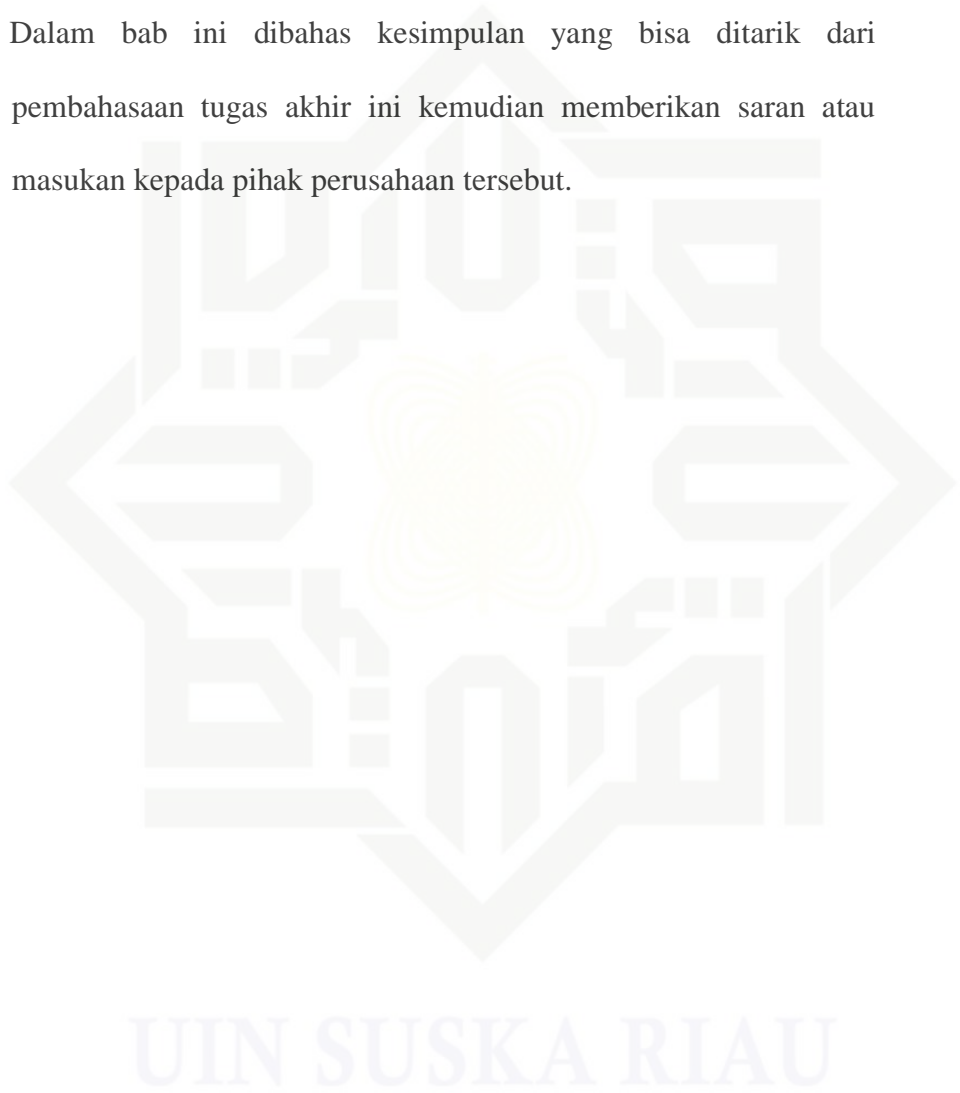 Dalam bab ini dibahas kesimpulan yang bisa ditarik dari
pembahasaan tugas akhir ini kemudian memberikan saran atau
masukan kepada pihak perusahaan tersebut.
UIN SUSKA RIAU